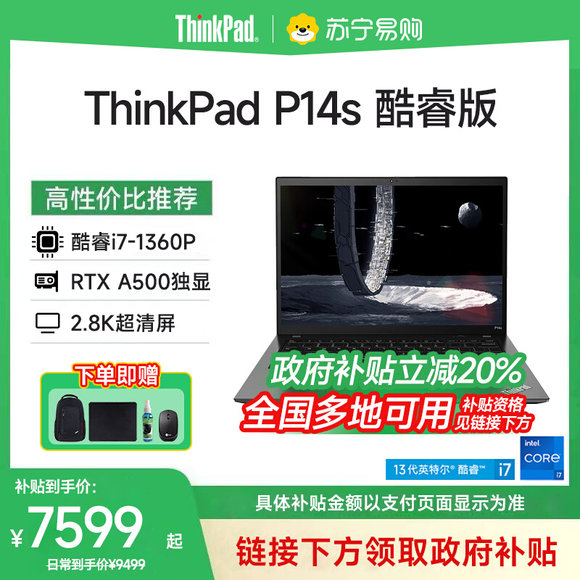 ThinkPad® 苏宁易购
ThinkPad P14s 酷睿版
高性价比推荐
酷睿i7-1360P
RTX A500独显
2.8K超清屏
下单即赠
政府补贴立减20%
全国多地可用
补贴资格
见链接下方
13代英特尔®酷睿™ i7
intel
CORE
i7
补贴到手价:
¥7599起
日常到手价¥9499
具体补贴金额以支付页面显示为准
链接下方领取政府补贴